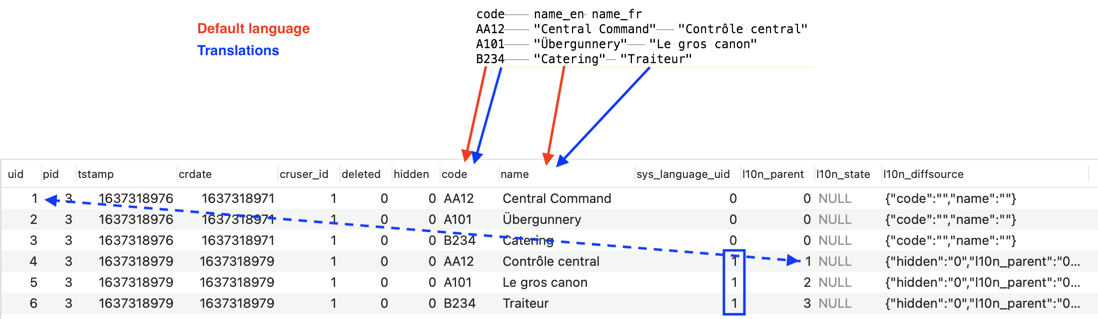 code name_en name_fr
Default language
AA12 "Central Command" "Contrôle central"
A101 "Übergunnery" "Le gros canon"
Translations
B234 "Catering" "Traiteur"
uid pid tstamp crdate cruser_id deleted hidden code name sys_language_uid l10n_parent l10n_state l10n_diffsource
1 3 1637318976 1637318971 1 0 0 AA12 Central Command 0 0 NULL {"code":"","name":""}
2 3 1637318976 1637318971 1 0 0 A101 Übergunnery 0 0 NULL {"code":"","name":""}
3 3 1637318976 1637318971 1 0 0 B234 Catering 0 0 NULL {"code":"","name":""}
4 3 1637318979 1637318979 1 0 0 AA12 Contrôle central 1 1 NULL {"hidden":"0","l10n_parent":"0...
5 3 1637318979 1637318979 1 0 0 A101 Le gros canon 1 2 NULL {"hidden":"0","l10n_parent":"0...
6 3 1637318979 1637318979 1 0 0 B234 Traiteur 1 3 NULL {"hidden":"0","l10n_parent":"0...